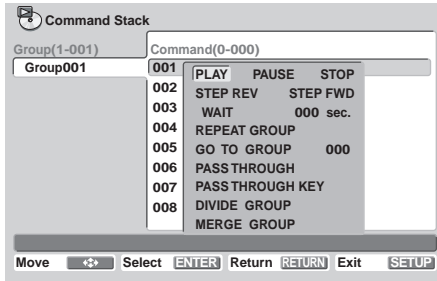 Command Stack
Group(1-001)
Command(0-000)
Group001
001
002
003
004
005
006
007
008
PLAY PAUSE STOP
STEP REV STEP FWD
WAIT 000 sec.
REPEAT GROUP
GO TO GROUP 000
PASS THROUGH
PASS THROUGH KEY
DIVIDE GROUP
MERGE GROUP
Move Select ENTER Return RETURN Exit SETUP